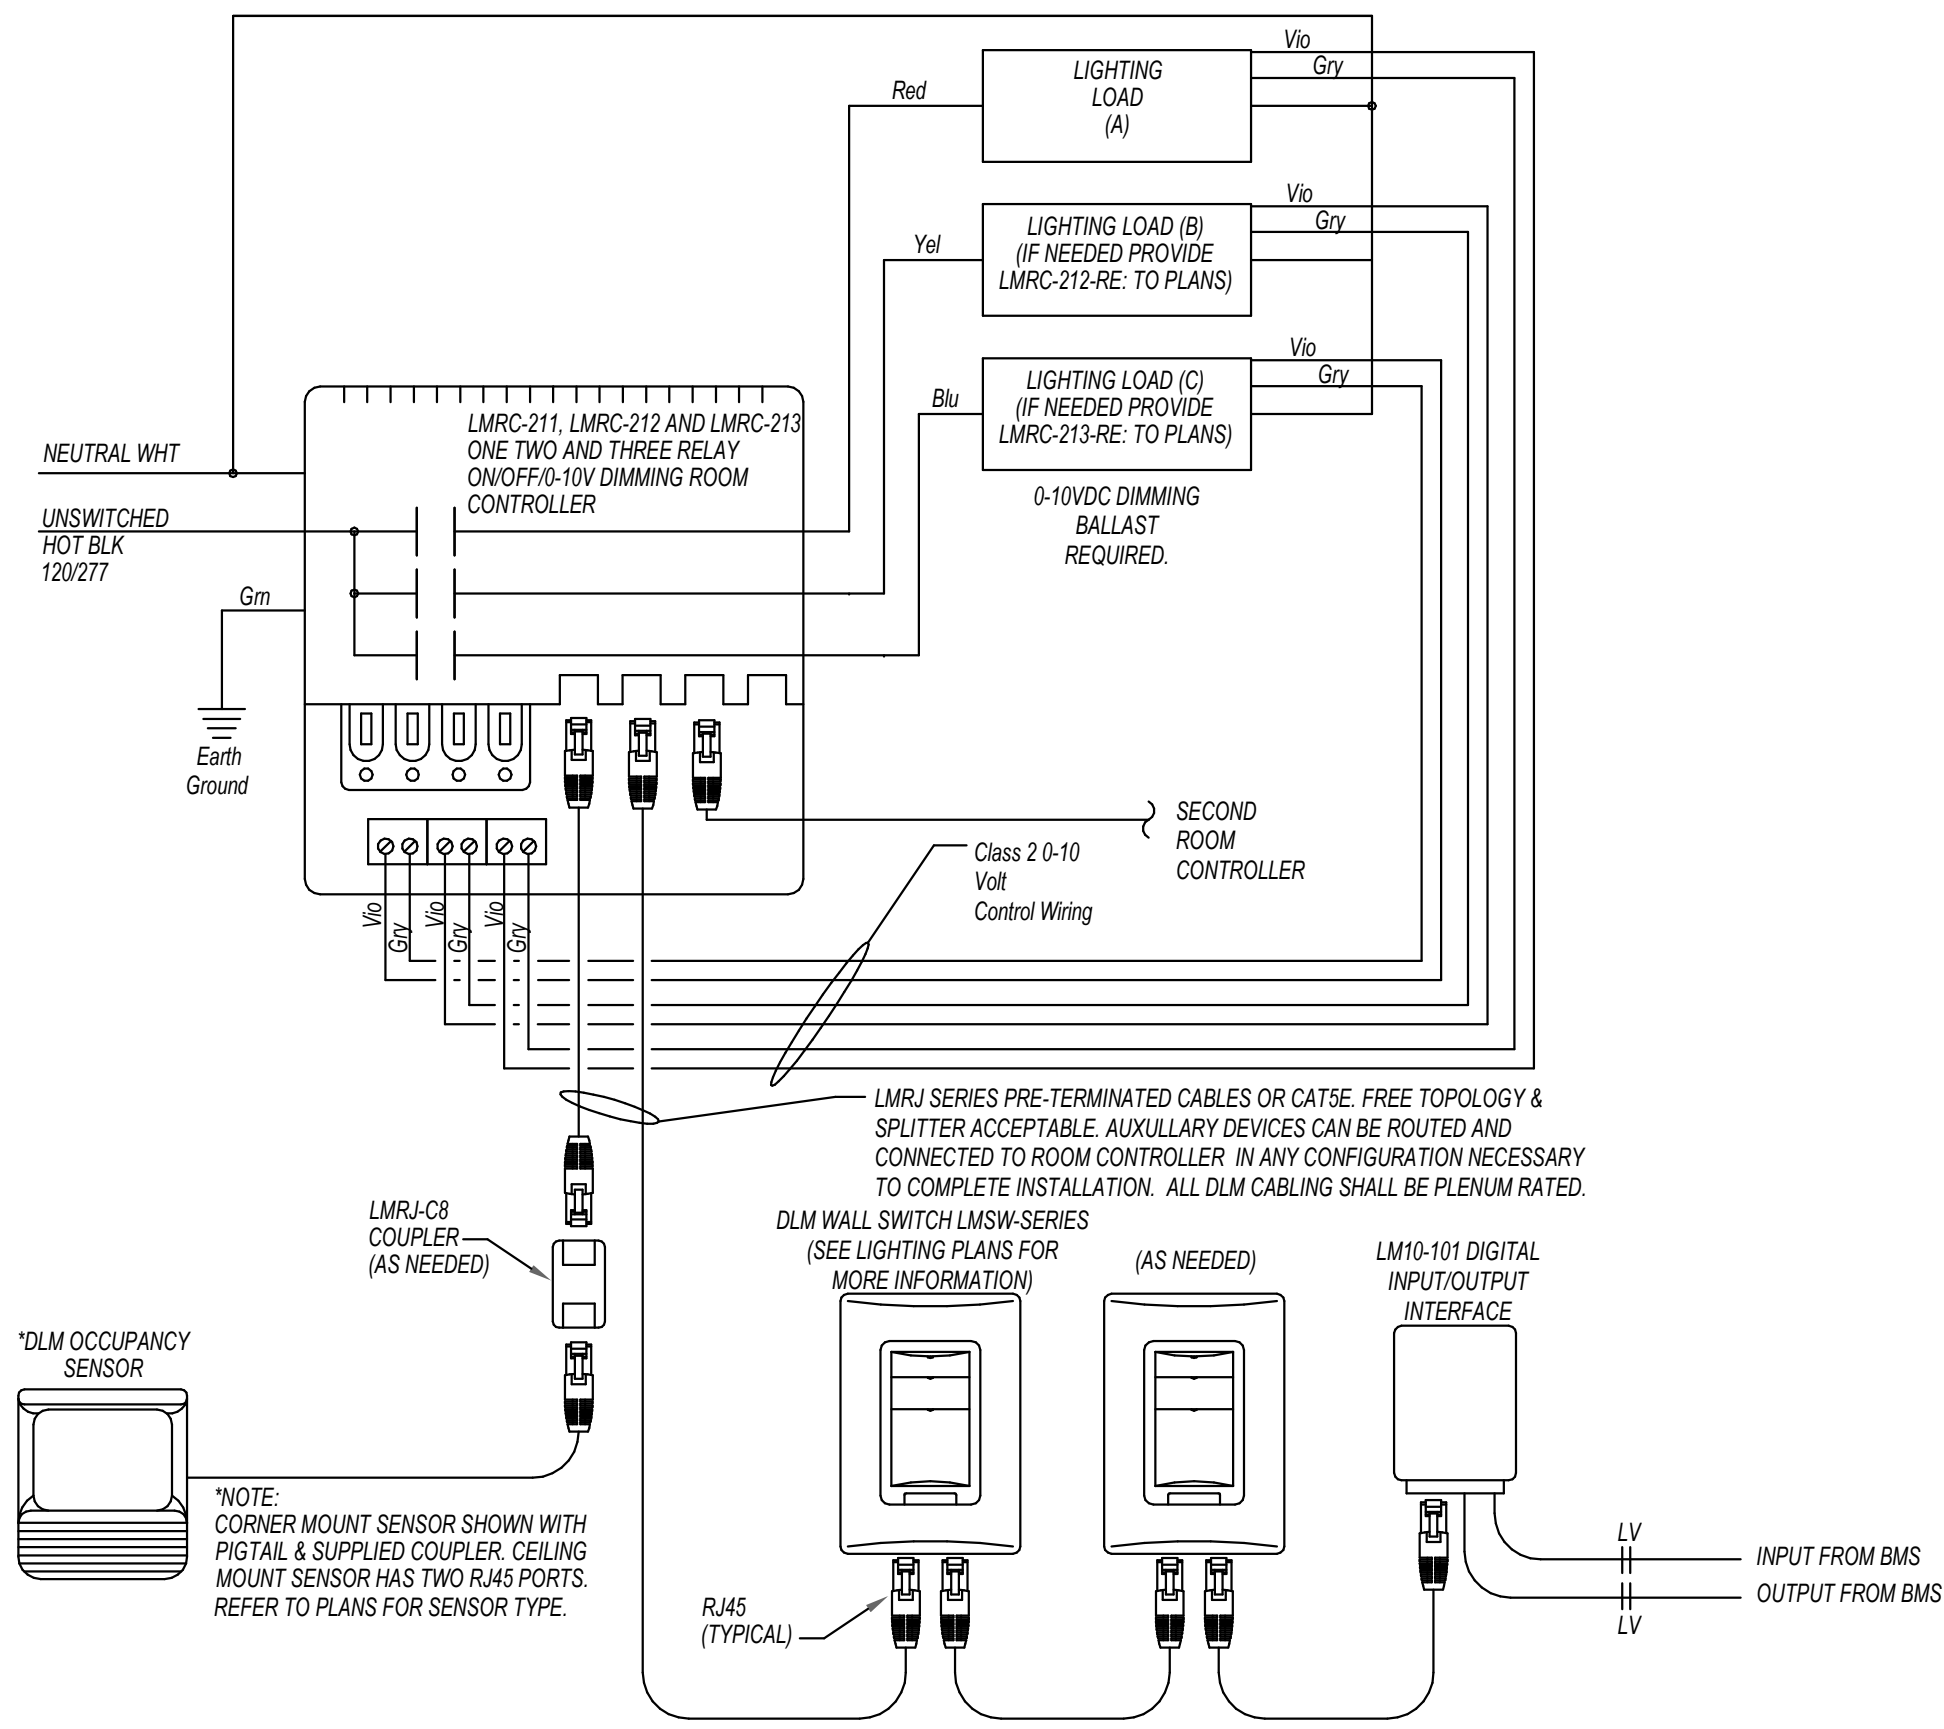 Vio
Gry
LIGHTING
LOAD
(A)
Red
Vio
Gry
LIGHTING LOAD (B)
(IF NEEDED PROVIDE
LMRC-212-RE: TO PLANS)
Yel
Vio
Gry
LIGHTING LOAD (C)
(IF NEEDED PROVIDE
LMRC-213-RE: TO PLANS)
Blu
0-10VDC DIMMING
BALLAST
REQUIRED.
LMRC-211, LMRC-212 AND LMRC-213
ONE TWO AND THREE RELAY
ON/OFF/0-10V DIMMING ROOM
CONTROLLER
NEUTRAL WHT
UNSWITCHED
HOT BLK
120/277
Grn
Earth
Ground
SECOND
ROOM
CONTROLLER
Class 2 0-10
Volt
Control Wiring
Vio
Gry
Vio
Gry
Vio
Gry
LMRJ SERIES PRE-TERMINATED CABLES OR CAT5E. FREE TOPOLOGY &
SPLITTER ACCEPTABLE. AUXULLARY DEVICES CAN BE ROUTED AND
CONNECTED TO ROOM CONTROLLER IN ANY CONFIGURATION NECESSARY
TO COMPLETE INSTALLATION. ALL DLM CABLING SHALL BE PLENUM RATED.
LMRJ-C8
COUPLER
(AS NEEDED)
DLM WALL SWITCH LMSW-SERIES
(SEE LIGHTING PLANS FOR
MORE INFORMATION)
(AS NEEDED)
LM10-101 DIGITAL
INPUT/OUTPUT
INTERFACE
*DLM OCCUPANCY
SENSOR
*NOTE:
CORNER MOUNT SENSOR SHOWN WITH
PIGTAIL & SUPPLIED COUPLER. CEILING
MOUNT SENSOR HAS TWO RJ45 PORTS.
REFER TO PLANS FOR SENSOR TYPE.
RJ45
(TYPICAL)
LV
INPUT FROM BMS
OUTPUT FROM BMS
LV